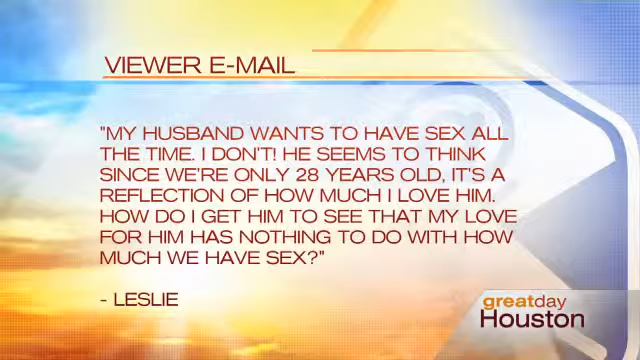 VIEWER E-MAIL
"MY HUSBAND WANTS TO HAVE SEX ALL
THE TIME. I DON'T! HE SEEMS TO THINK
SINCE WE'RE ONLY 28 YEARS OLD, IT'S A
REFLECTION OF HOW MUCH I LOVE HIM.
HOW DO I GET HIM TO SEE THAT MY LOVE
FOR HIM HAS NOTHING TO DO WITH HOW
MUCH WE HAVE SEX?"
- LESLIE
greatday
Houston